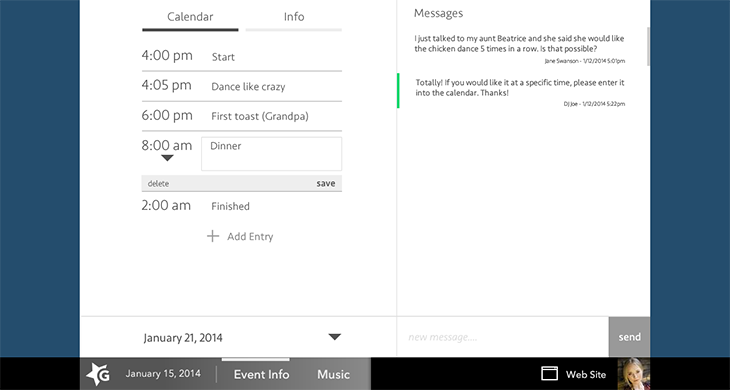 Calendar
Info
4:00 pm Start
4:05 pm Dance like crazy
6:00 pm First toast (Grandpa)
8:00 am Dinner
delete save
2:00 am Finished
Add Entry
January 21, 2014
Messages
I just talked to my aunt Beatrice and she said she would like
the chicken dance 5 times in a row. Is that possible?
Jane Swanson - 1/12/2014 5:01pm
Totally! If you would like it at a specific time, please enter it
into the calendar. Thanks!
DJ Joe - 1/12/2014 5:22pm
new message...
send
G January 15, 2014 Event Info Music Web Site